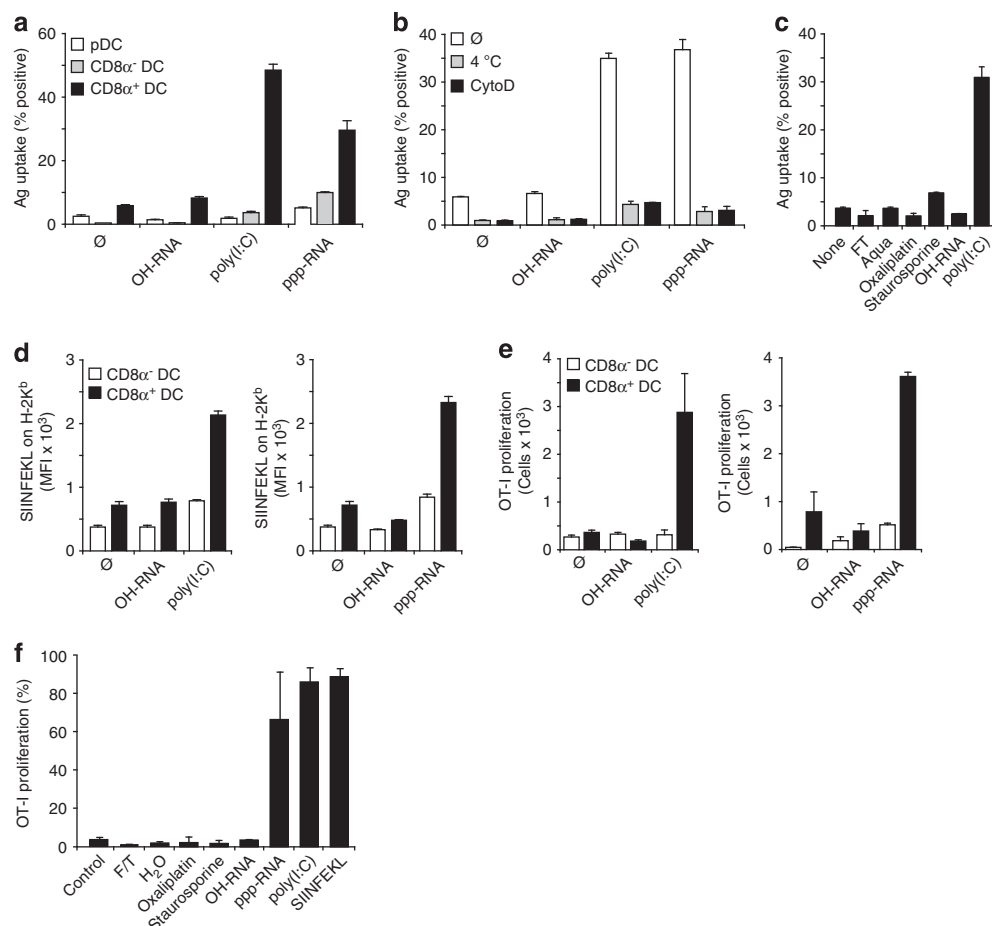 a
Ag uptake (% positive)
60
40
20
0
pDC
CD8α⁻ DC
CD8α⁺ DC
Ø
OH-RNA
poly(I:C)
ppp-RNA
b
Ag uptake (% positive)
40
30
20
10
0
Ø
4 °C
CytoD
Ø
OH-RNA
poly(I:C)
ppp-RNA
c
Ag uptake (% positive)
40
30
20
10
0
None
FT
Aqua
Oxaliplatin
Staurosporine
OH-RNA
poly(I:C)
d
SIINFEKL on H-2Kᵇ
(MFI x 10³)
3
2
1
0
CD8α⁻ DC
CD8α⁺ DC
Ø
OH-RNA
poly(I:C)
SIINFEKL on H-2Kᵇ
(MFI x 10³)
3
2
1
0
Ø
OH-RNA
ppp-RNA
e
OT-I proliferation
(Cells x 10³)
4
3
2
1
0
CD8α⁻ DC
CD8α⁺ DC
Ø
OH-RNA
poly(I:C)
OT-I proliferation
(Cells x 10³)
4
3
2
1
0
Ø
OH-RNA
ppp-RNA
f
OT-I proliferation (%)
100
80
60
40
20
0
Control
F/T
H₂O
Oxaliplatin
Staurosporine
OH-RNA
ppp-RNA
poly(I:C)
SIINFEKL